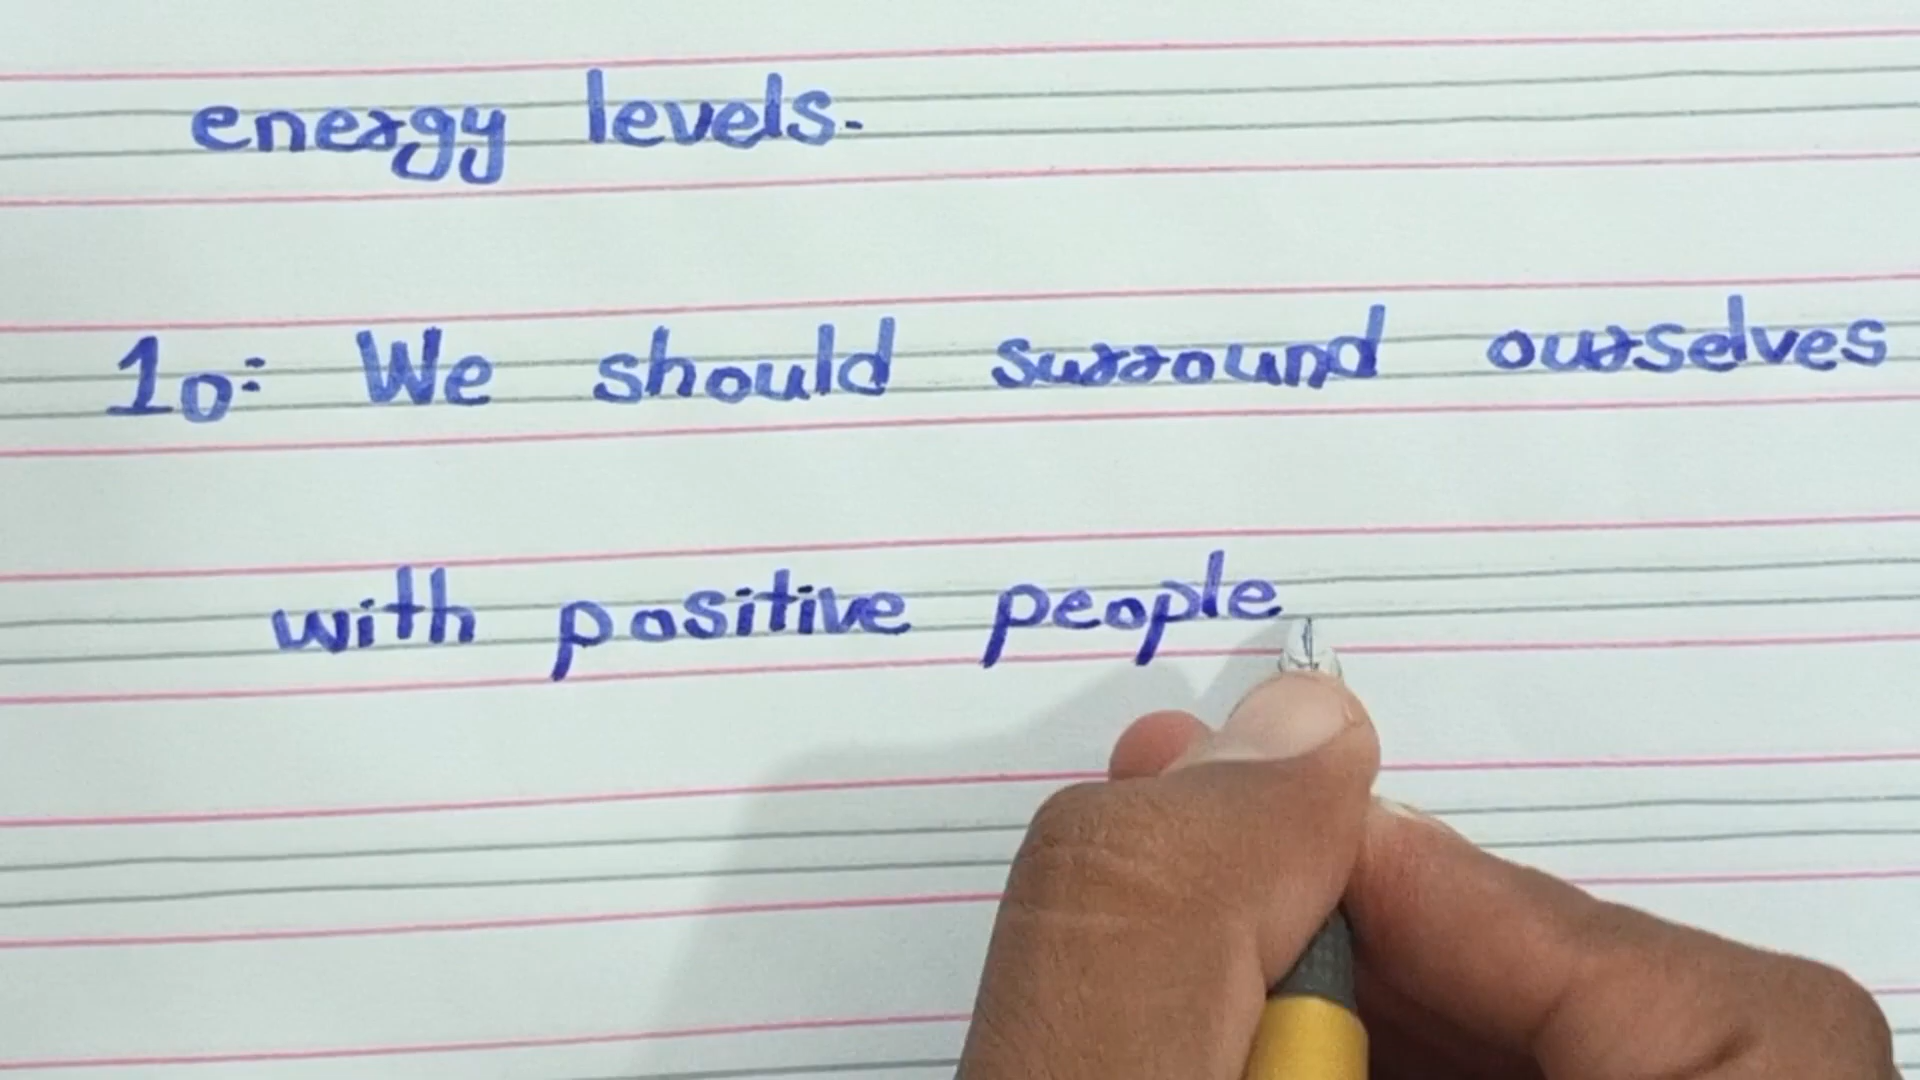 energy levels.
10: We should surround ourselves
with positive people